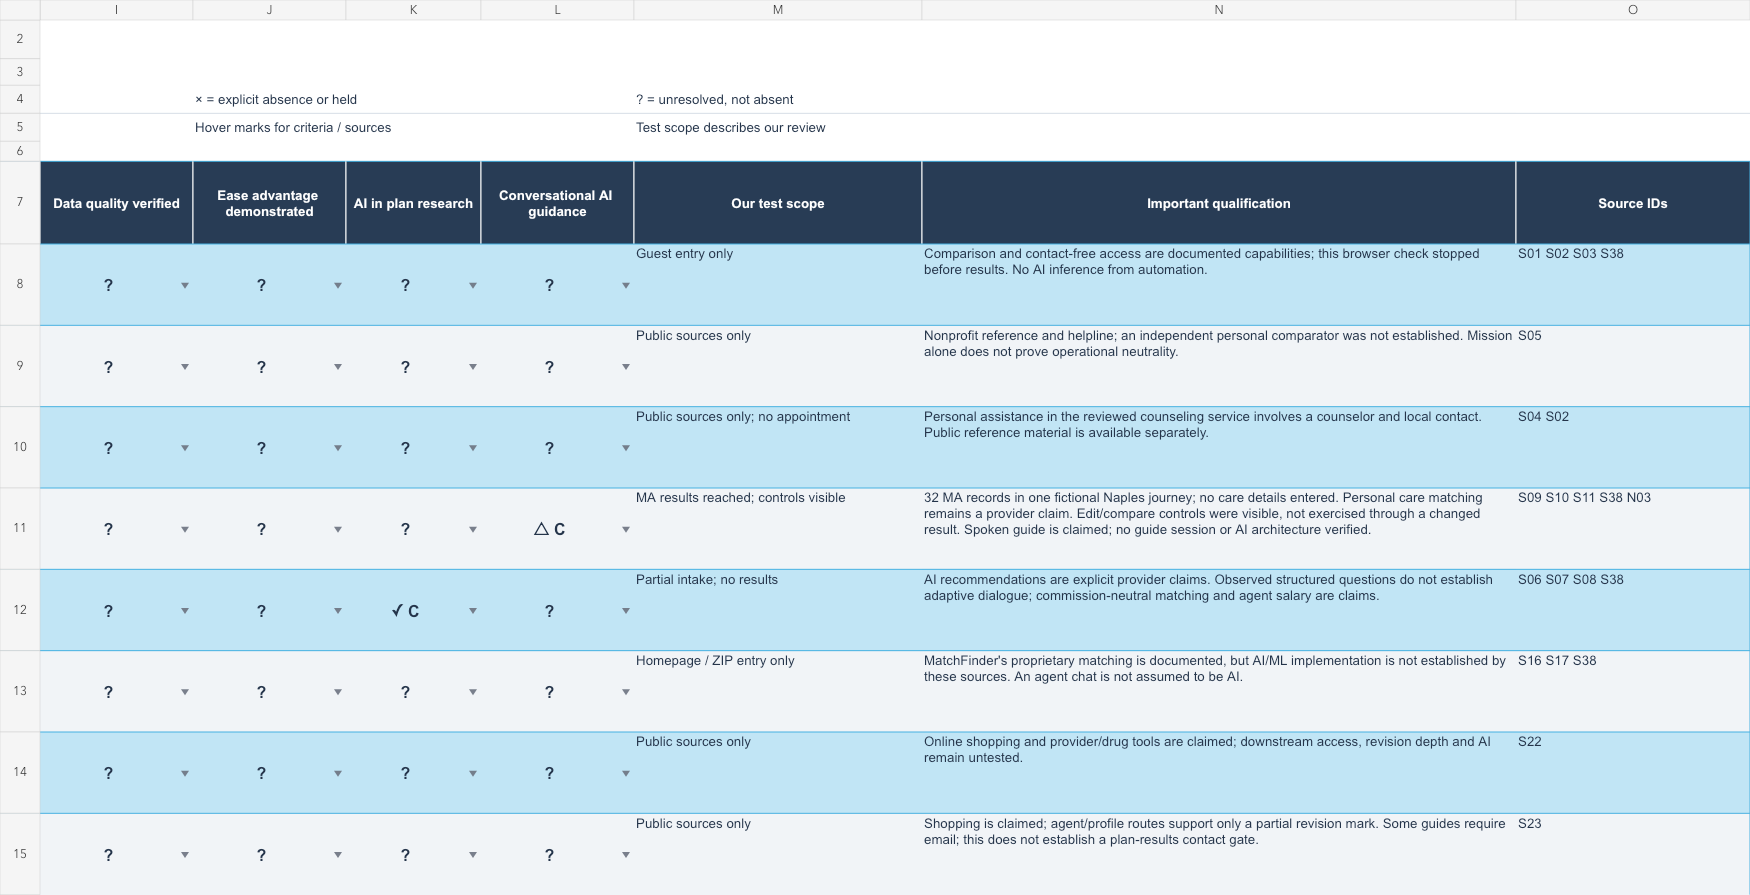 I J K L M N O
2
3
4 × = explicit absence or held ? = unresolved, not absent
5 Hover marks for criteria / sources Test scope describes our review
6
7 Data quality verified Ease advantage demonstrated AI in plan research Conversational AI guidance Our test scope Important qualification Source IDs
8 ? ? ? ? Guest entry only Comparison and contact-free access are documented capabilities; this browser check stopped S01 S02 S03 S38
before results. No AI inference from automation.
9 ? ? ? ? Public sources only Nonprofit reference and helpline; an independent personal comparator was not established. Mission S05
alone does not prove operational neutrality.
10 ? ? ? ? Public sources only; no appointment Personal assistance in the reviewed counseling service involves a counselor and local contact. S04 S02
Public reference material is available separately.
11 ? ? ? △ C MA results reached; controls visible 32 MA records in one fictional Naples journey; no care details entered. Personal care matching S09 S10 S11 S38 N03
remains a provider claim. Edit/compare controls were visible, not exercised through a changed
result. Spoken guide is claimed; no guide session or AI architecture verified.
12 ? ? ✓ C ? Partial intake; no results AI recommendations are explicit provider claims. Observed structured questions do not establish S06 S07 S08 S38
adaptive dialogue; commission-neutral matching and agent salary are claims.
13 ? ? ? ? Homepage / ZIP entry only MatchFinder's proprietary matching is documented, but AI/ML implementation is not established by S16 S17 S38
these sources. An agent chat is not assumed to be AI.
14 ? ? ? ? Public sources only Online shopping and provider/drug tools are claimed; downstream access, revision depth and AI S22
remain untested.
15 ? ? ? ? Public sources only Shopping is claimed; agent/profile routes support only a partial revision mark. Some guides require S23
email; this does not establish a plan-results contact gate.